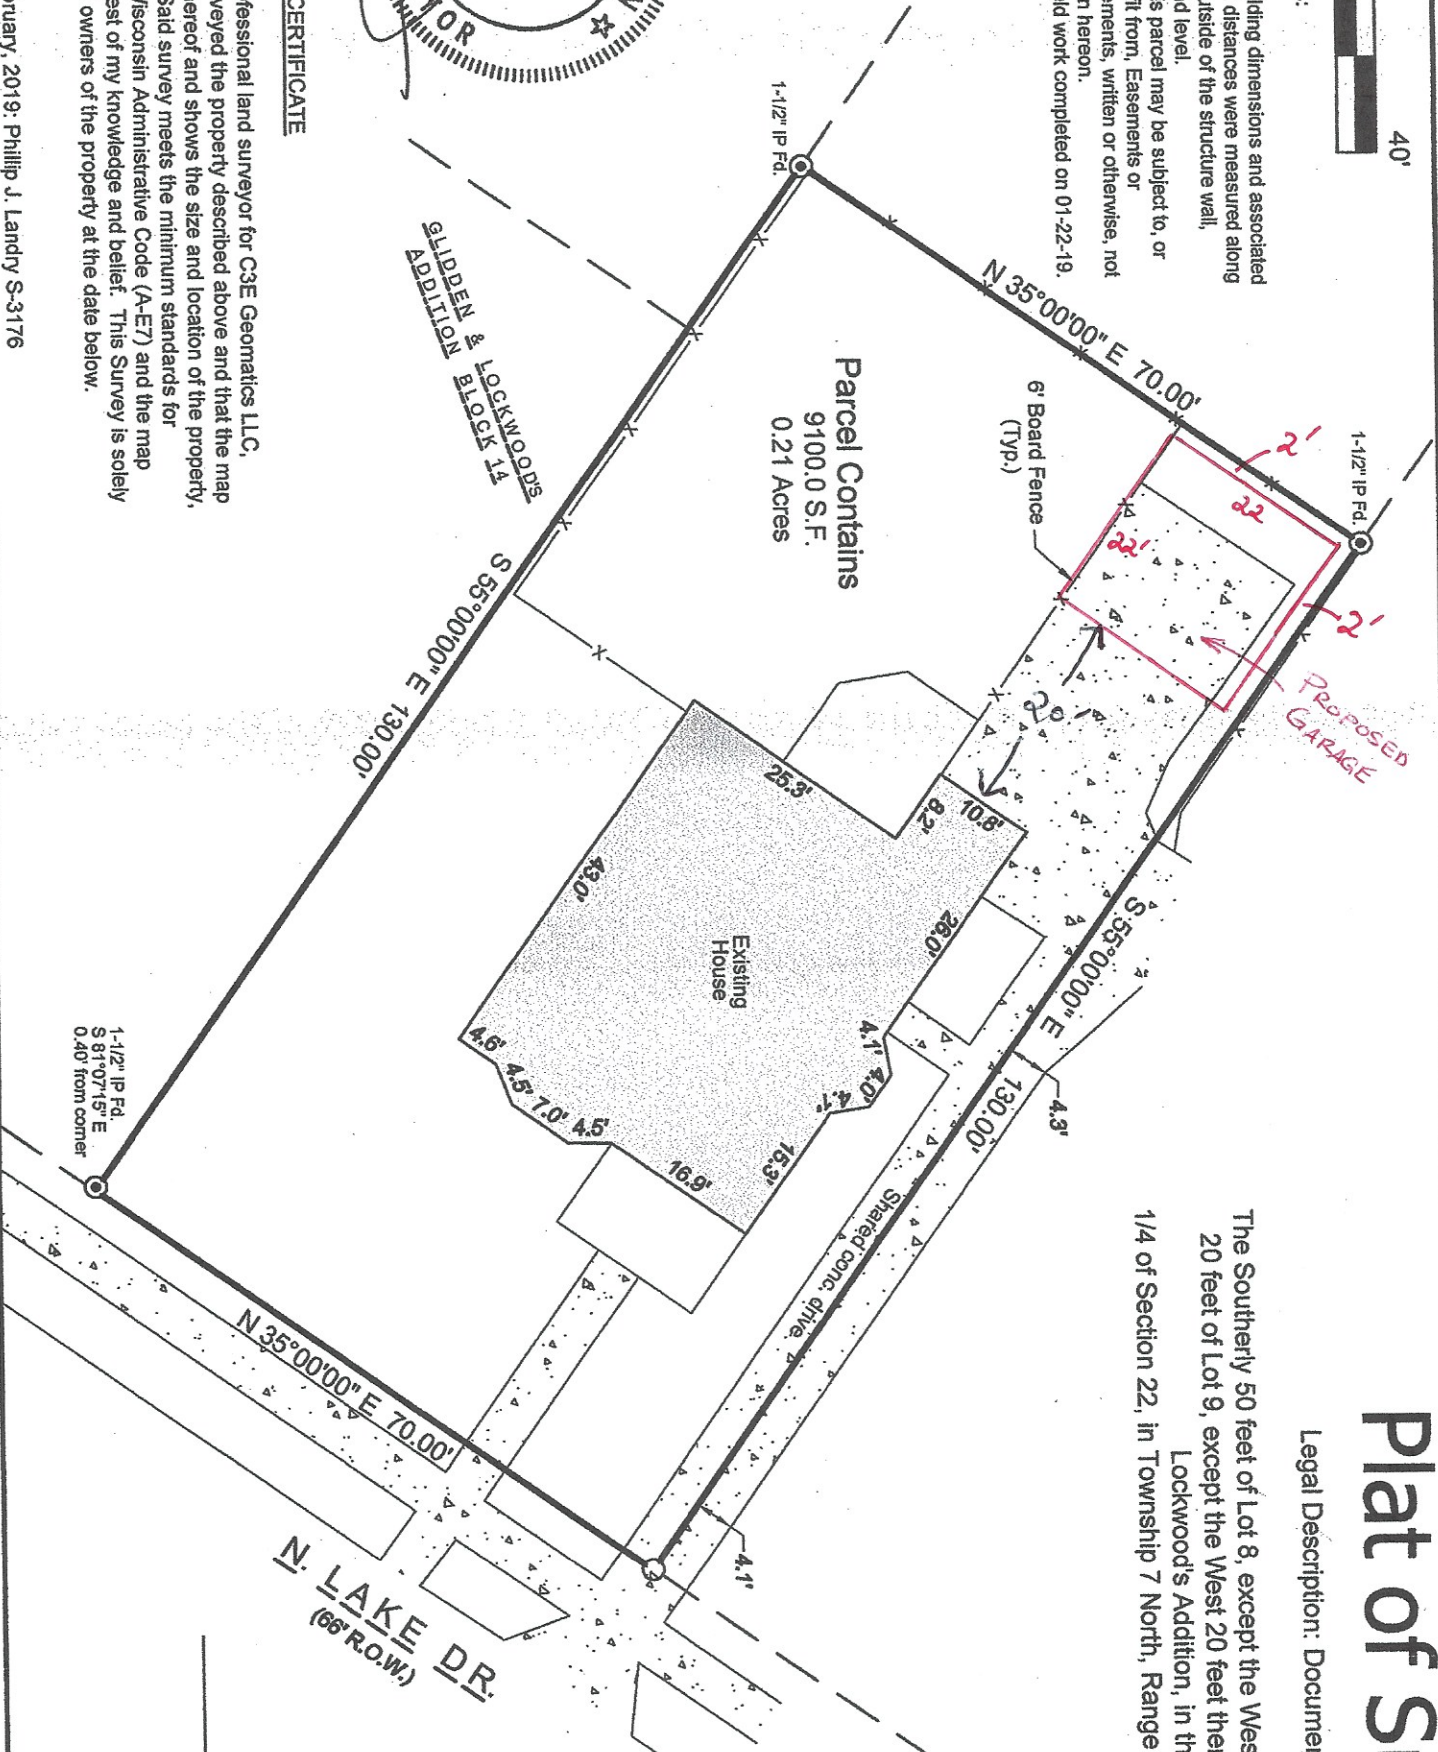 Plat of S
Legal Description: Documen
The Southerly 50 feet of Lot 8, except the Wes
20 feet of Lot 9, except the West 20 feet ther
Lockwood's Addition, in th
1/4 of Section 22, in Township 7 North, Range
40'
lding dimensions and associated
distances were measured along
utside of the structure wall,
d level.
s parcel may be subject to, or
fit from, Easements or
ements, written or otherwise, not
n hereon.
ld work completed on 01-22-19.
1-1/2" IP Fd.
N 35°00'00" E 70.00'
1-1/2" IP Fd.
2'
22
22'
2'
PROPOSED
GARAGE
6' Board Fence
(Typ.)
Parcel Contains
9100.0 S.F.
0.21 Acres
20'
S 55°00'00" E 130.00'
4.3'
Shared conc. drive.
4.1'
25.3'
8.2'
10.8'
26.0'
4.1'
4.0'
4.1'
15.3'
16.9'
4.5'
7.0'
4.5'
4.6'
43.0'
Existing
House
GLIDDEN & LOCKWOOD'S
ADDITION BLOCK 14
S 55°00'00" E 130.00'
1-1/2" IP Fd.
S 81°07'15" E
0.40' from corner
N 35°00'00" E 70.00'
N. LAKE DR.
(66' R.O.W.)
TOR
CERTIFICATE
fessional land surveyor for C3E Geomatics LLC,
veyed the property described above and that the map
ereof and shows the size and location of the property,
Said survey meets the minimum standards for
Visconsin Administrative Code (A-E7) and the map
est of my knowledge and belief. This Survey is solely
owners of the property at the date below.
bruary, 2019: Phillip J. Landry S-3176